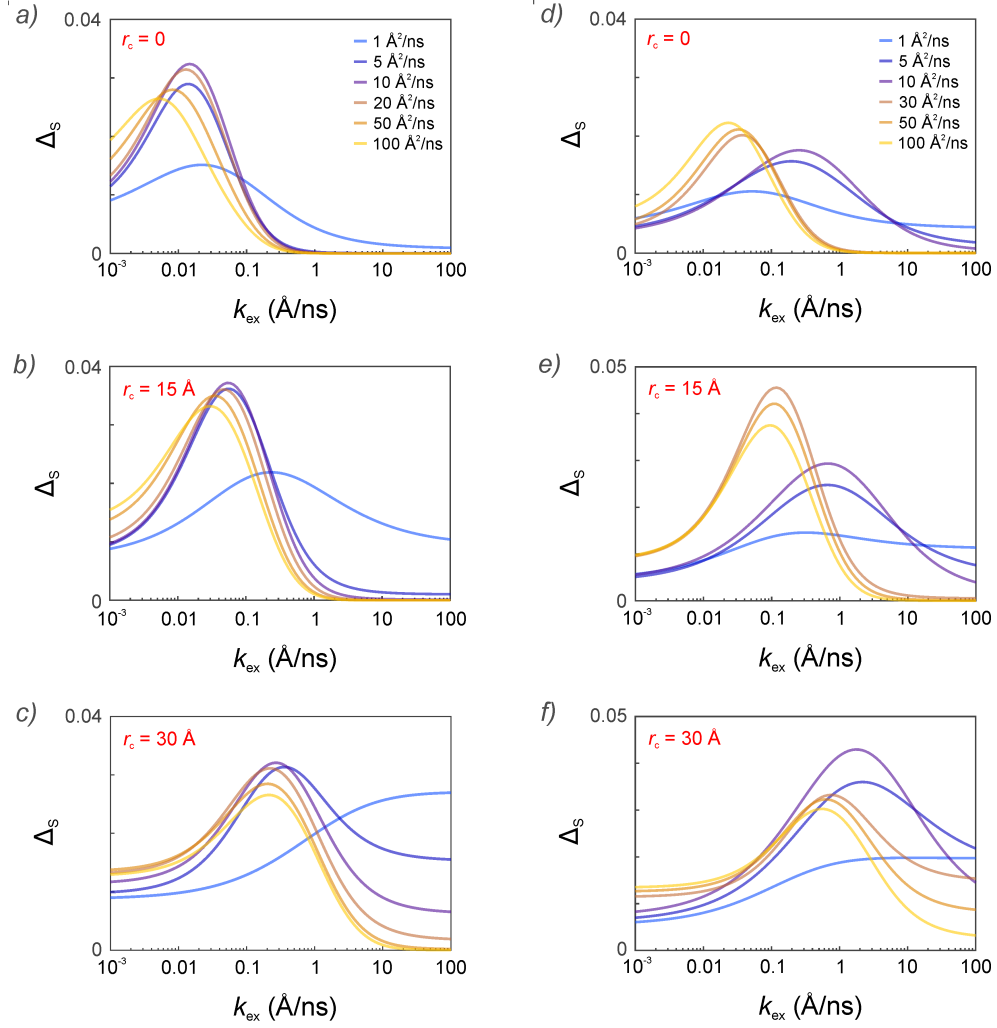 a)
0.04
r_c = 0
1 Å²/ns
5 Å²/ns
10 Å²/ns
20 Å²/ns
50 Å²/ns
100 Å²/ns
Δ_S
0
10⁻³ 0.01 0.1 1 10 100
k_ex (Å/ns)
d)
0.04
r_c = 0
1 Å²/ns
5 Å²/ns
10 Å²/ns
30 Å²/ns
50 Å²/ns
100 Å²/ns
Δ_S
0
10⁻³ 0.01 0.1 1 10 100
k_ex (Å/ns)
b)
0.04
r_c = 15 Å
Δ_S
0
10⁻³ 0.01 0.1 1 10 100
k_ex (Å/ns)
e)
0.05
r_c = 15 Å
Δ_S
0
10⁻³ 0.01 0.1 1 10 100
k_ex (Å/ns)
c)
0.04
r_c = 30 Å
Δ_S
0
10⁻³ 0.01 0.1 1 10 100
k_ex (Å/ns)
f)
0.05
r_c = 30 Å
Δ_S
0
10⁻³ 0.01 0.1 1 10 100
k_ex (Å/ns)